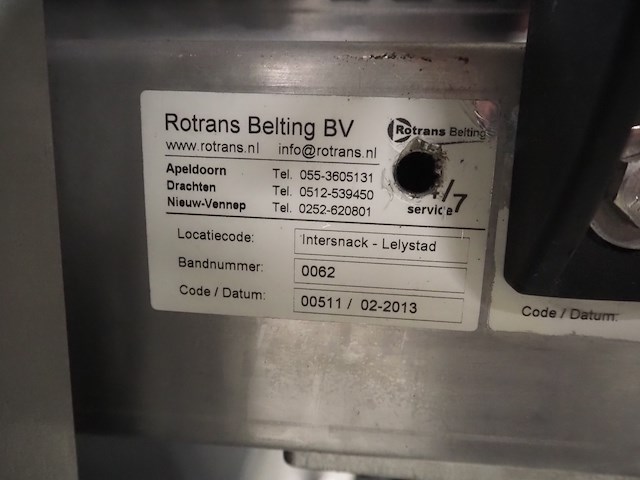 Rotrans Belting BV
Rotrans Belting
www.rotrans.nl info@rotrans.nl
Apeldoorn Tel. 055-3605131
Drachten Tel. 0512-539450
Nieuw-Vennep Tel. 0252-620801
/7
service
Locatiecode: Intersnack - Lelystad
Bandnummer: 0062
Code / Datum: 00511 / 02-2013
Code / Datum: